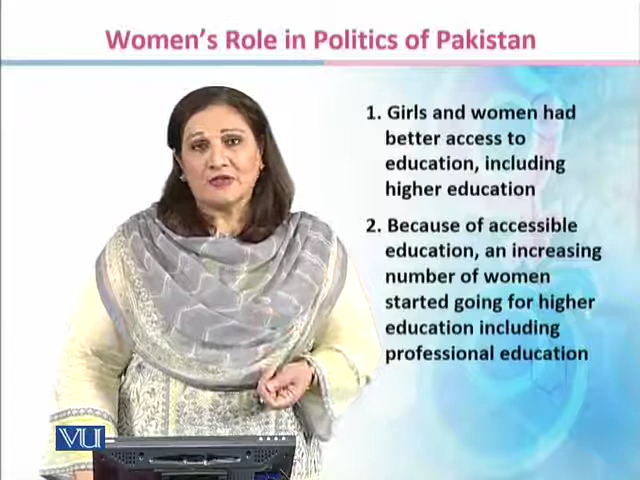 Women's Role in Politics of Pakistan
1. Girls and women had
better access to
education, including
higher education
2. Because of accessible
education, an increasing
number of women
started going for higher
education including
professional education
VU